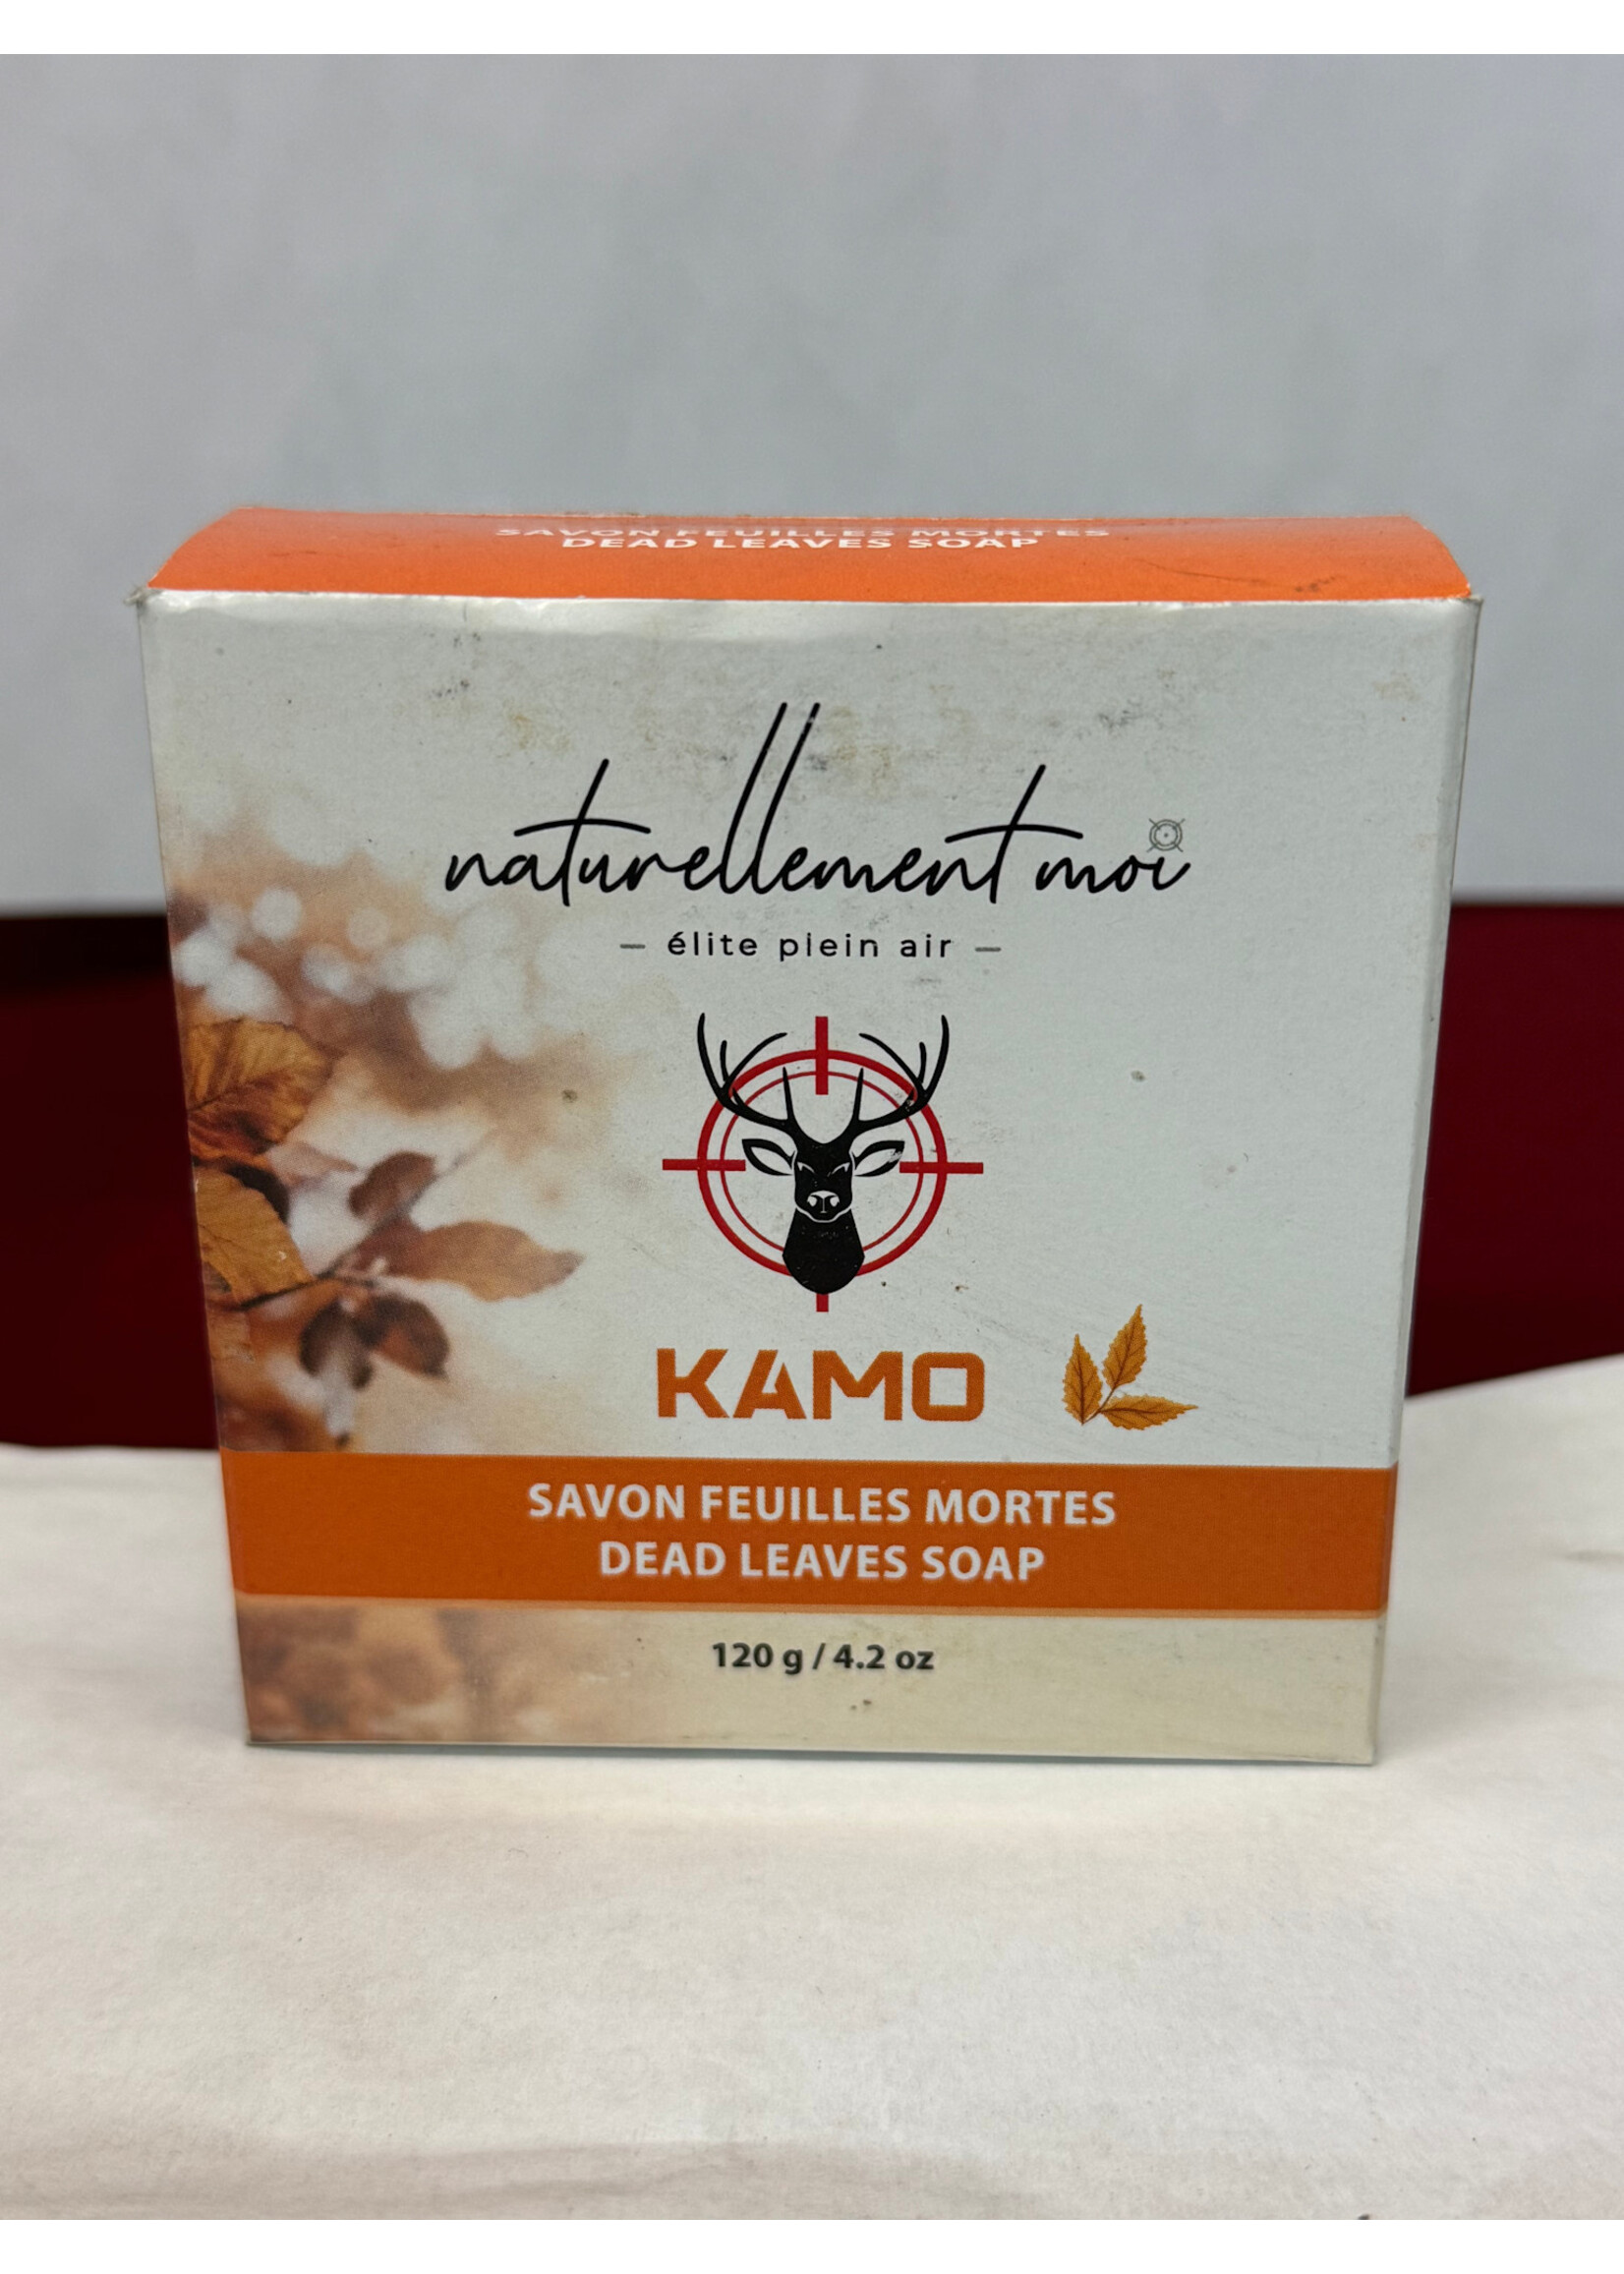 SAVON FEUILLES MORTES
DEAD LEAVES SOAP
naturellement moi
– élite plein air –
KAMO
SAVON FEUILLES MORTES
DEAD LEAVES SOAP
120 g / 4.2 oz